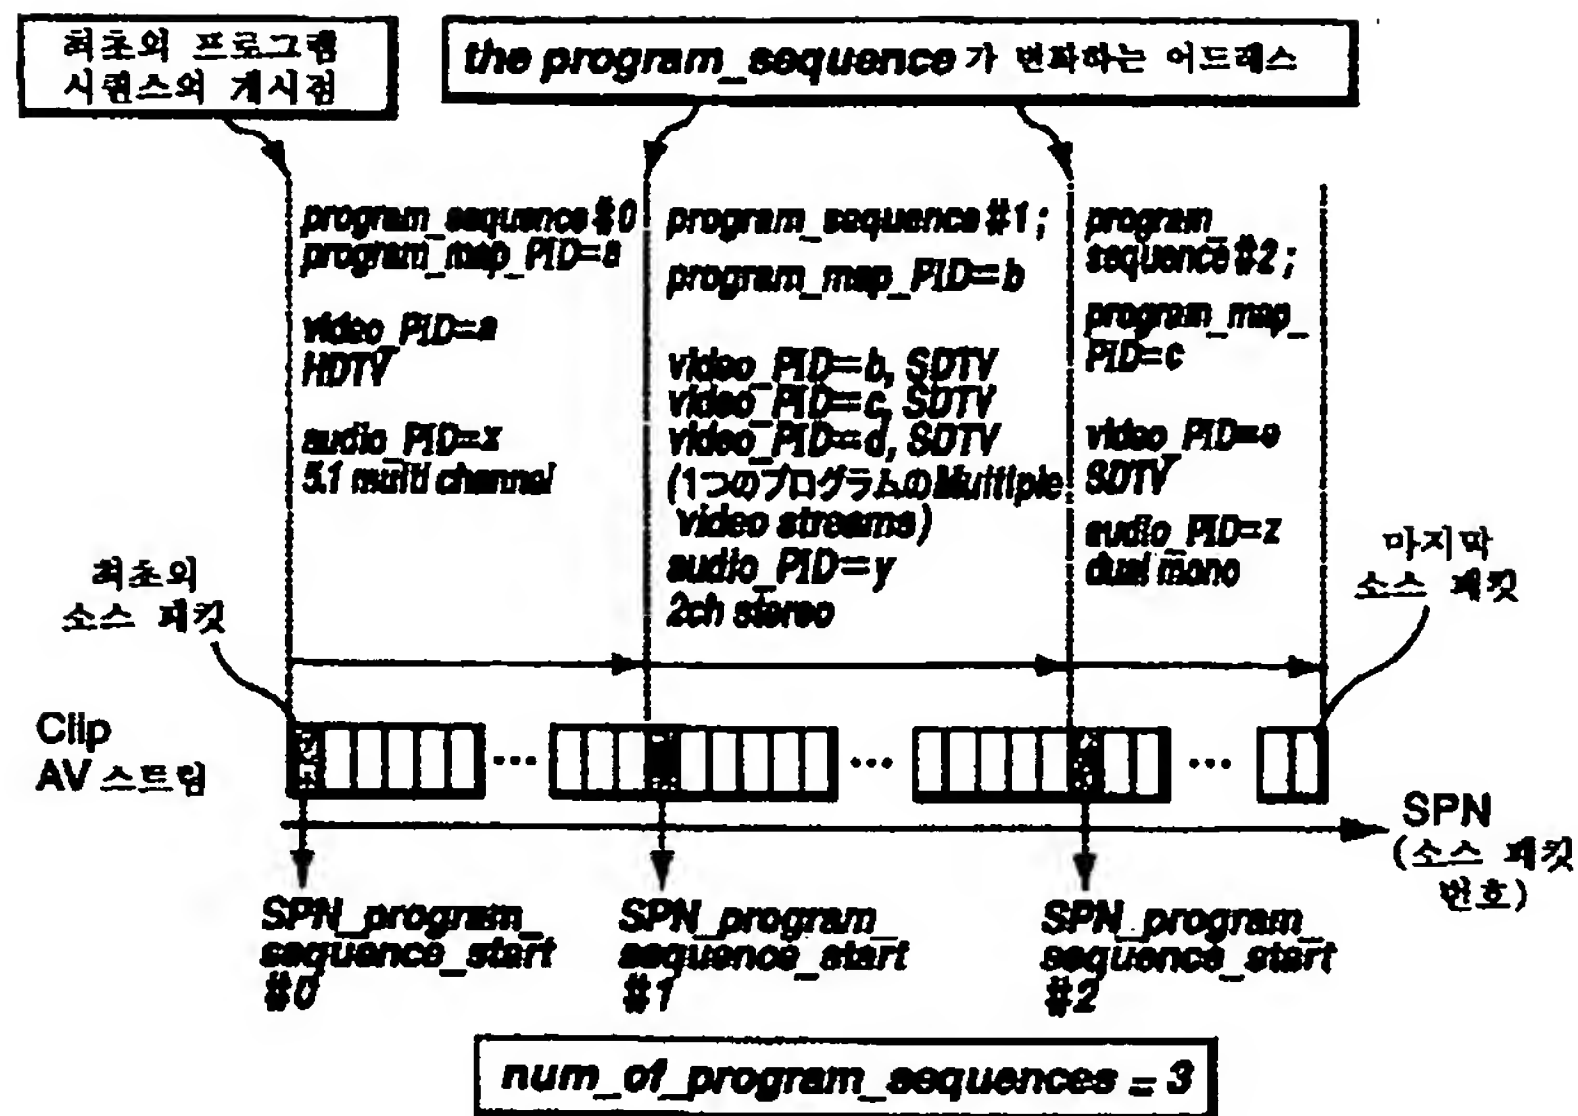 최초의 프로그램
시퀀스의 개시점
the program_sequence 가 변화하는 어드레스
program_sequence #0
program_map_PID=a
video_PID=a
HDTV
audio_PID=x
5.1 multi channel
program_sequence #1 ;
program_map_PID=b
video_PID=b, SDTV
video_PID=c, SDTV
video_PID=d, SDTV
(1つのプログラムのMultiple
video streams)
audio_PID=y
2ch stereo
program_
sequence #2 ;
program_map_
PID=c
video_PID=e
SDTV
audio_PID=z
dual mono
최초의
소스 패킷
마지막
소스 패킷
Clip
AV 스트림
...
...
...
SPN
(소스 패킷
번호)
SPN_program_
sequence_start
#0
SPN_program_
sequence_start
#1
SPN_program_
sequence_start
#2
num_of_program_sequences = 3